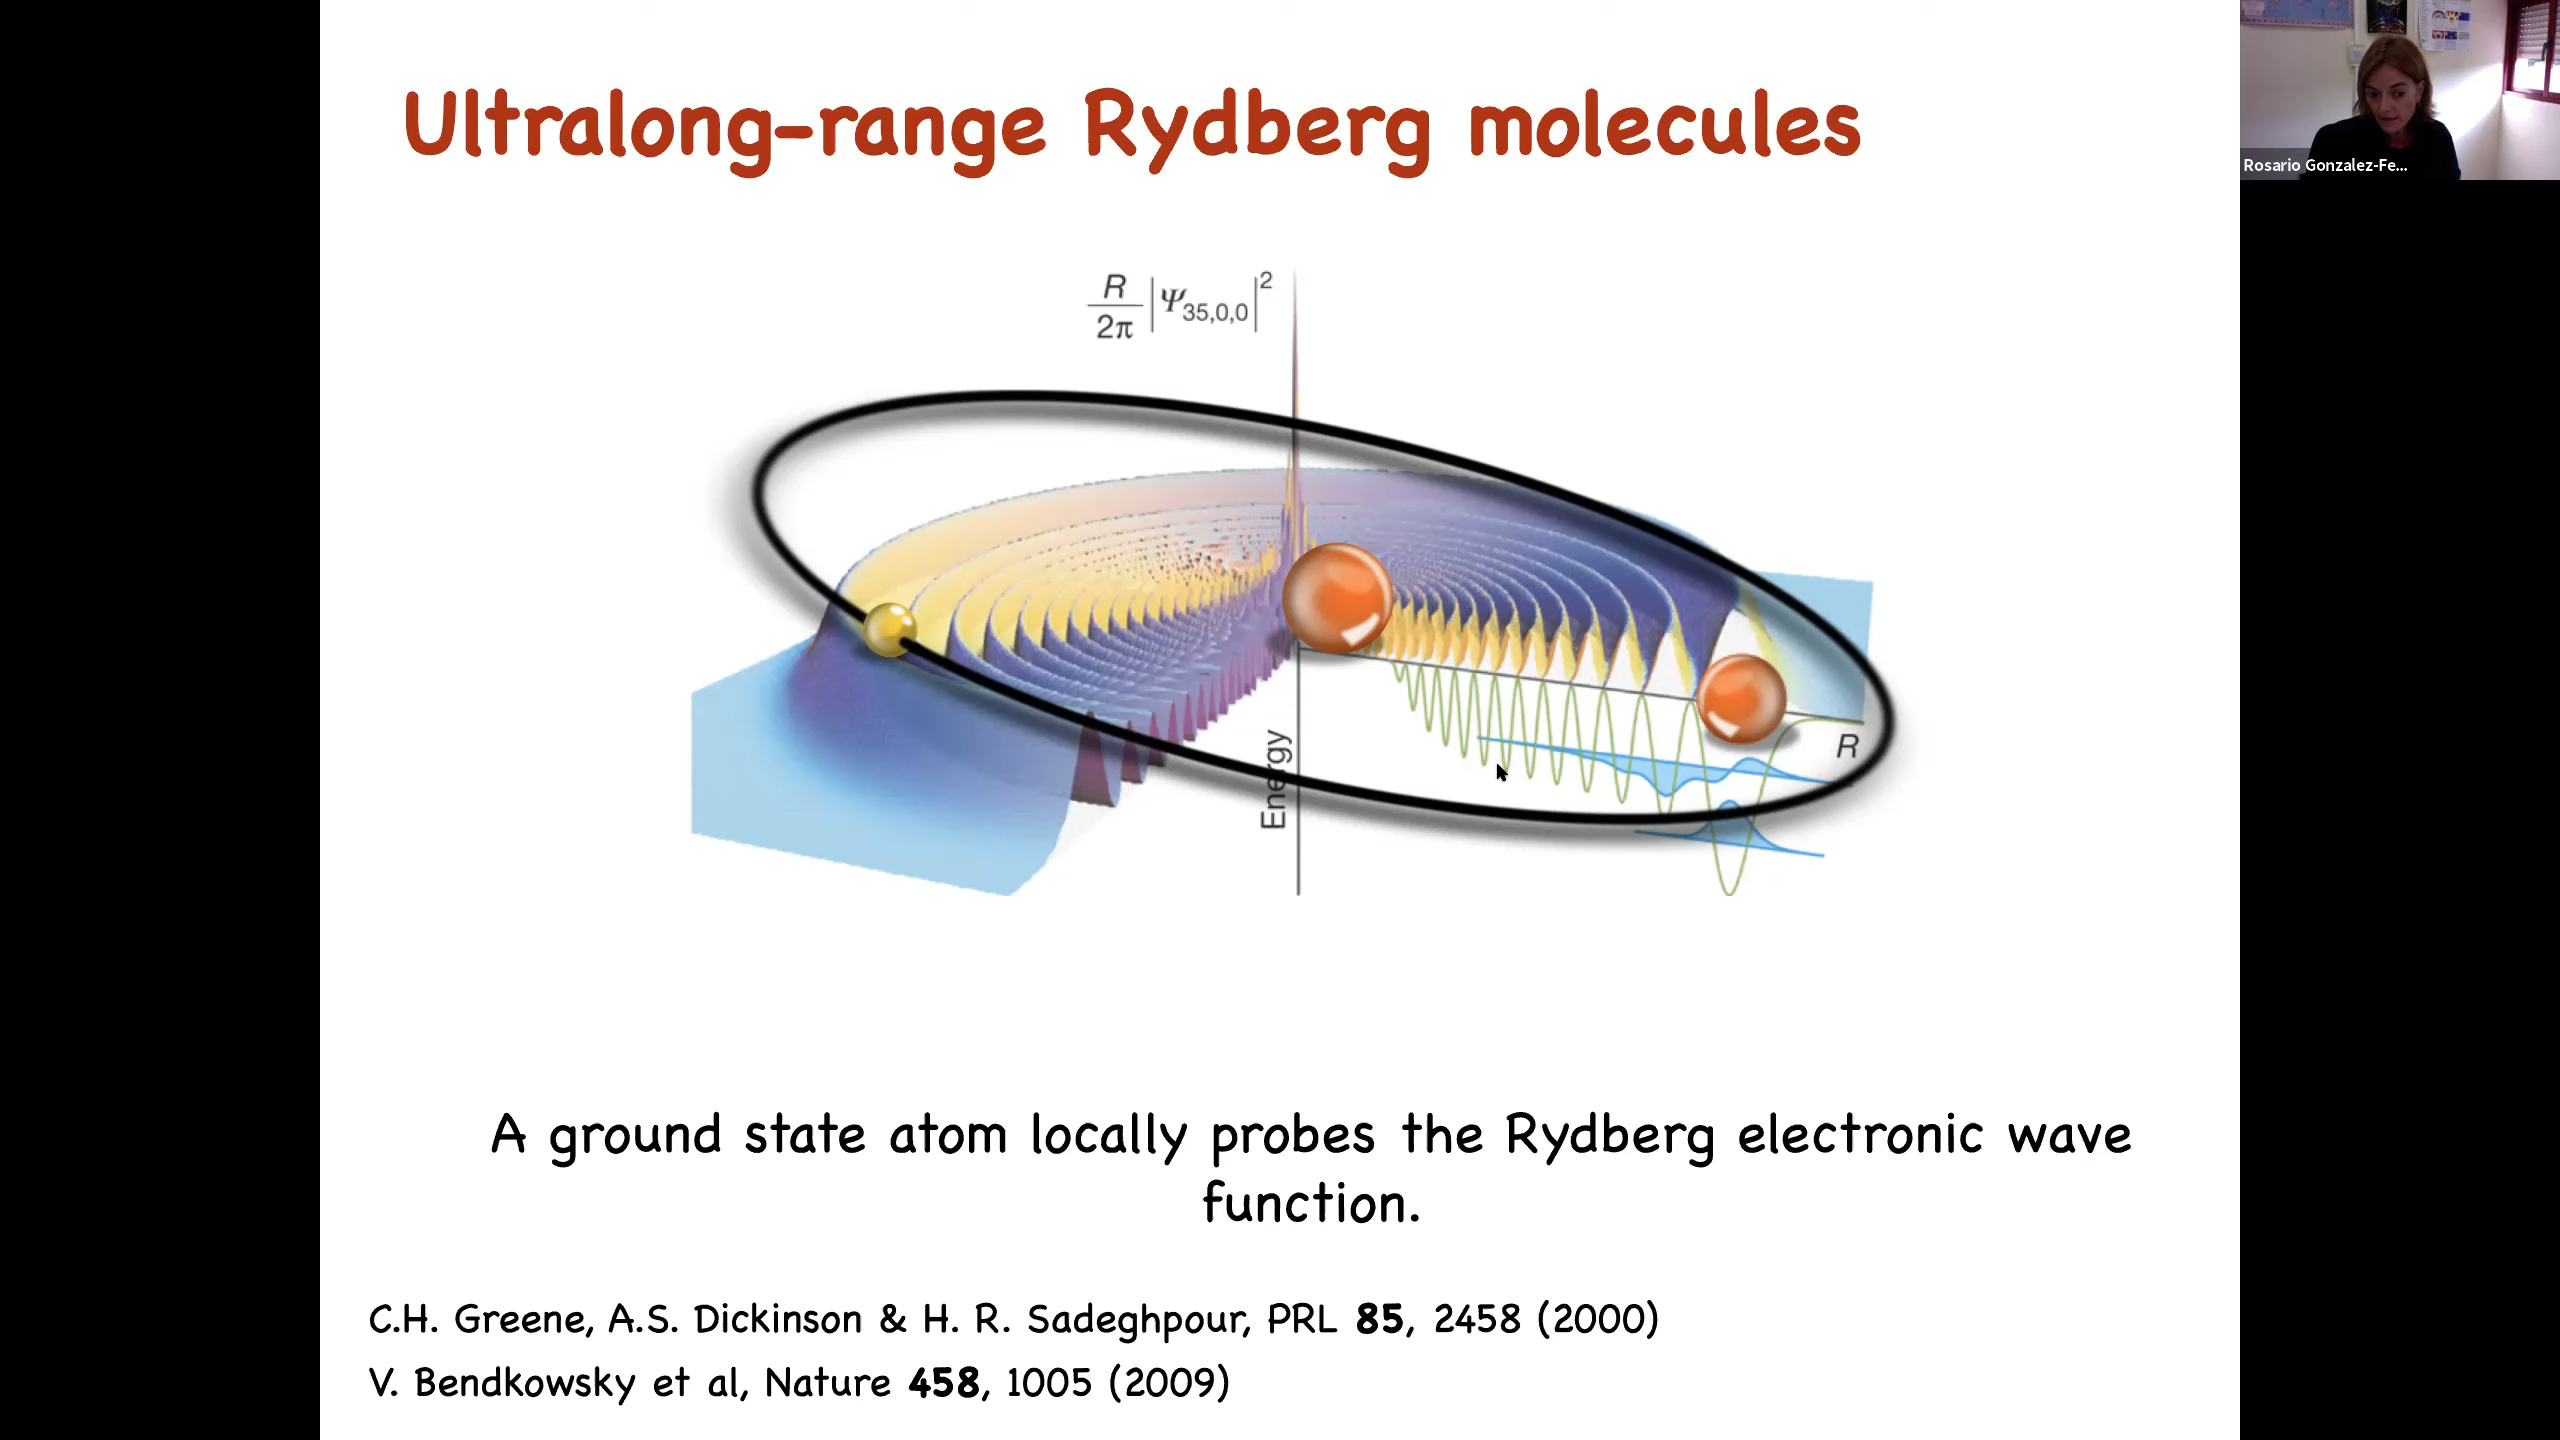 Ultralong-range Rydberg molecules
Rosario Gonzalez-Fe...
R/2π |Ψ35,0,0|²
Energy
R
A ground state atom locally probes the Rydberg electronic wave
function.
C.H. Greene, A.S. Dickinson & H. R. Sadeghpour, PRL 85, 2458 (2000)
V. Bendkowsky et al, Nature 458, 1005 (2009)